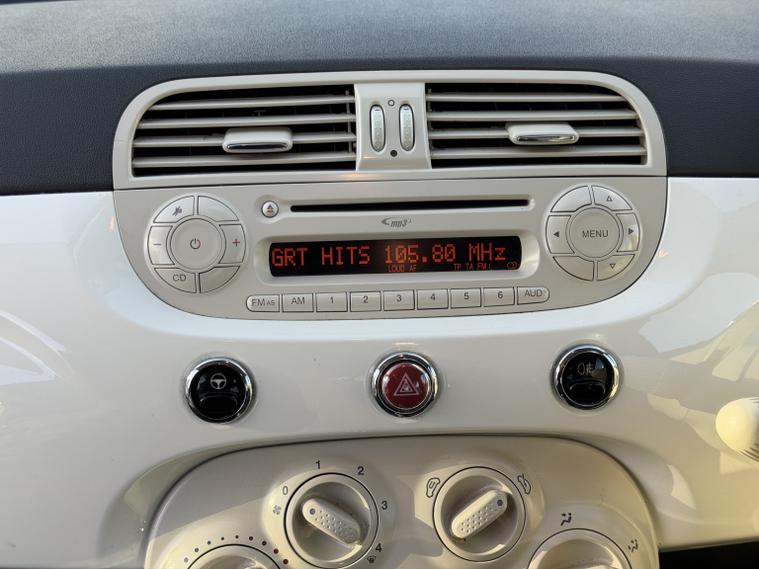 mp3
GRT HITS 105.80 MHz
LOUD AF TP TA FM1
MENU
CD
FM AS AM 1 2 3 4 5 6 AUD
0 1 2 3 4